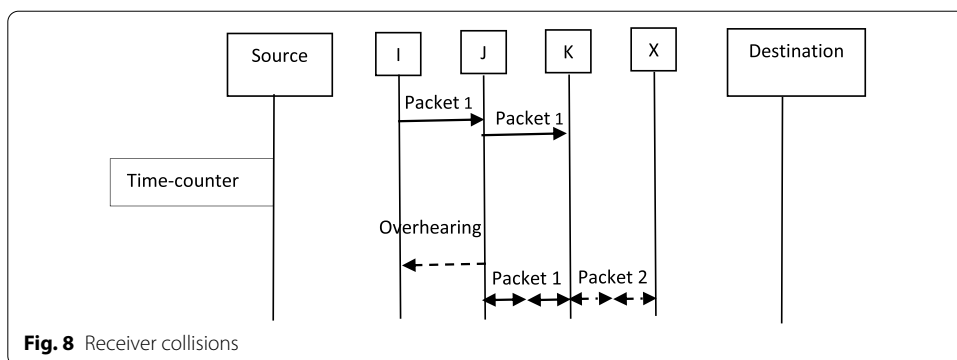 Source
I
J
K
X
Destination
Packet 1
Packet 1
Time-counter
Overhearing
Packet 1
Packet 2
Fig. 8 Receiver collisions